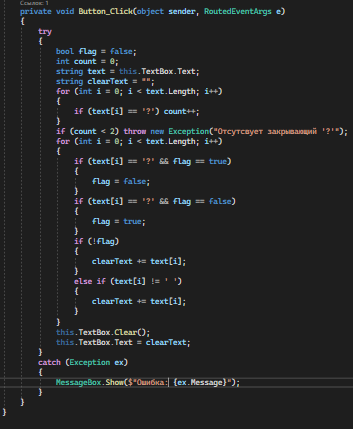 Ссылок: 1
private void Button_Click(object sender, RoutedEventArgs e)
{
try
{
bool flag = false;
int count = 0;
string text = this.TextBox.Text;
string clearText = "";
for (int i = 0; i < text.Length; i++)
{
if (text[i] == '?') count++;
}
if (count < 2) throw new Exception("Отсутсвует закрывающий '?'");
for (int i = 0; i < text.Length; i++)
{
if (text[i] == '?' && flag == true)
{
flag = false;
}
if (text[i] == '?' && flag == false)
{
flag = true;
}
if (!flag)
{
clearText += text[i];
}
else if (text[i] != ' ')
{
clearText += text[i];
}
}
this.TextBox.Clear();
this.TextBox.Text = clearText;
}
catch (Exception ex)
{
MessageBox.Show($"Ошибка: {ex.Message}");
}
}
}